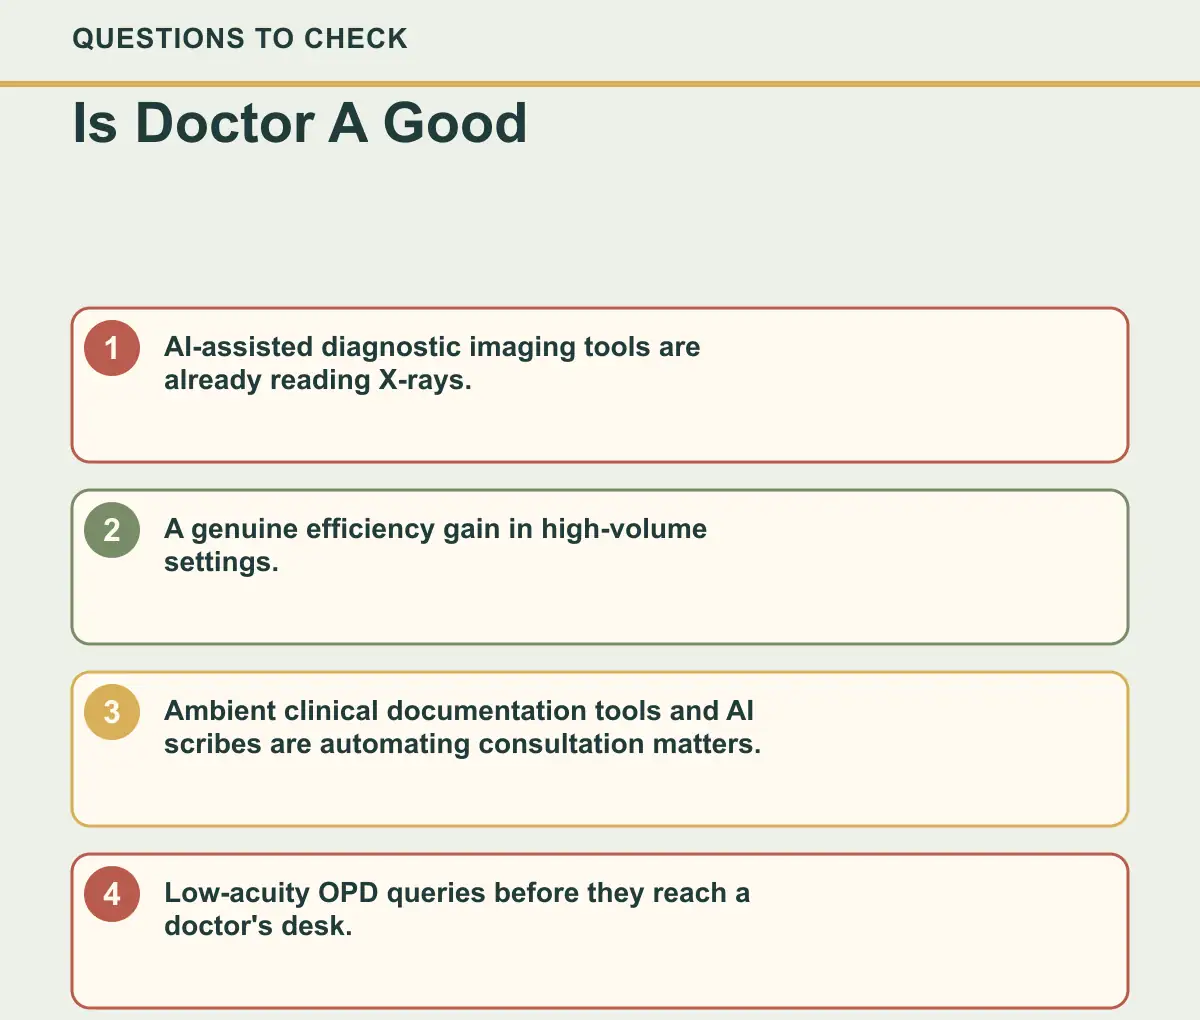 QUESTIONS TO CHECK
Is Doctor A Good
1
AI-assisted diagnostic imaging tools are
already reading X-rays.
2
A genuine efficiency gain in high-volume
settings.
3
Ambient clinical documentation tools and AI
scribes are automating consultation matters.
4
Low-acuity OPD queries before they reach a
doctor's desk.